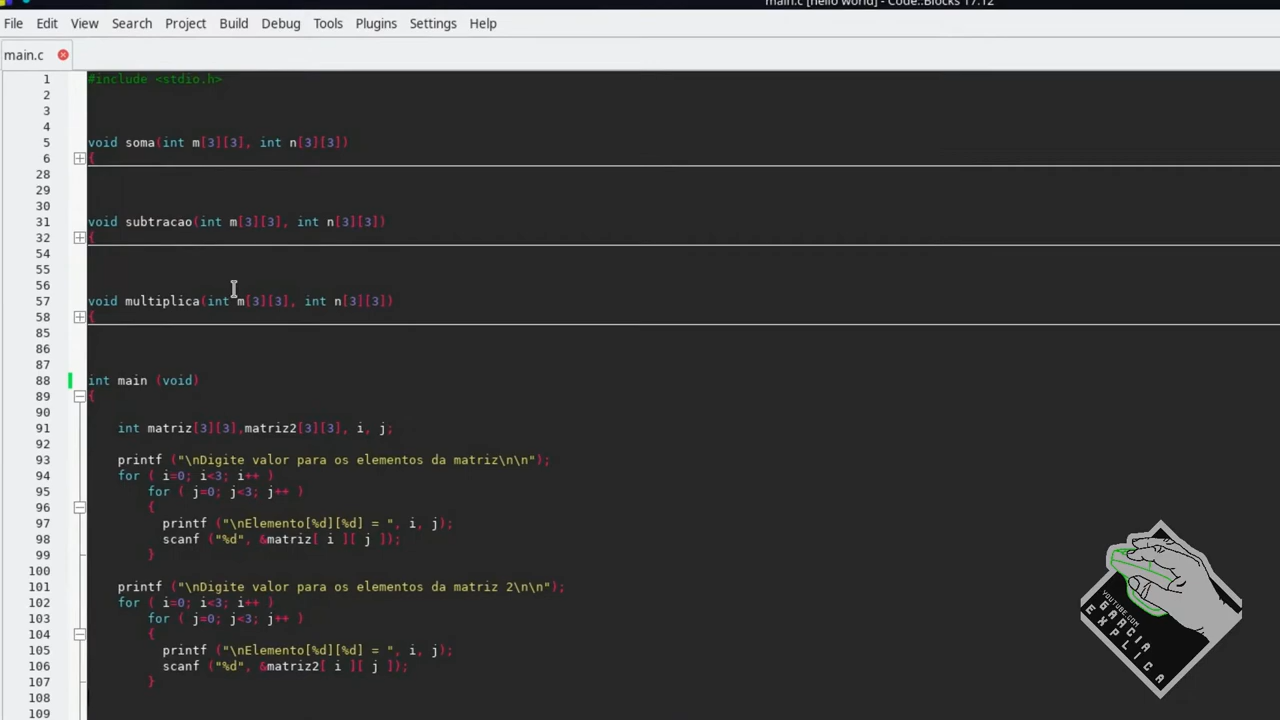 main.c [hello world] - Code::Blocks 17.12
File Edit View Search Project Build Debug Tools Plugins Settings Help
main.c
1 #include <stdio.h>
2
3
4
5 void soma(int m[3][3], int n[3][3])
6 {
28
29
30
31 void subtracao(int m[3][3], int n[3][3])
32 {
54
55
56
57 void multiplica(int m[3][3], int n[3][3])
58 {
85
86
87
88 int main (void)
89 {
90
91 int matriz[3][3],matriz2[3][3], i, j;
92
93 printf ("\nDigite valor para os elementos da matriz\n\n");
94 for ( i=0; i<3; i++ )
95 for ( j=0; j<3; j++ )
96 {
97 printf ("\nElemento[%d][%d] = ", i, j);
98 scanf ("%d", &matriz[ i ][ j ]);
99 }
100
101 printf ("\nDigite valor para os elementos da matriz 2\n\n");
102 for ( i=0; i<3; i++ )
103 for ( j=0; j<3; j++ )
104 {
105 printf ("\nElemento[%d][%d] = ", i, j);
106 scanf ("%d", &matriz2[ i ][ j ]);
107 }
108
109
YOUTUBE.COM
GARCIA
EXPLICA